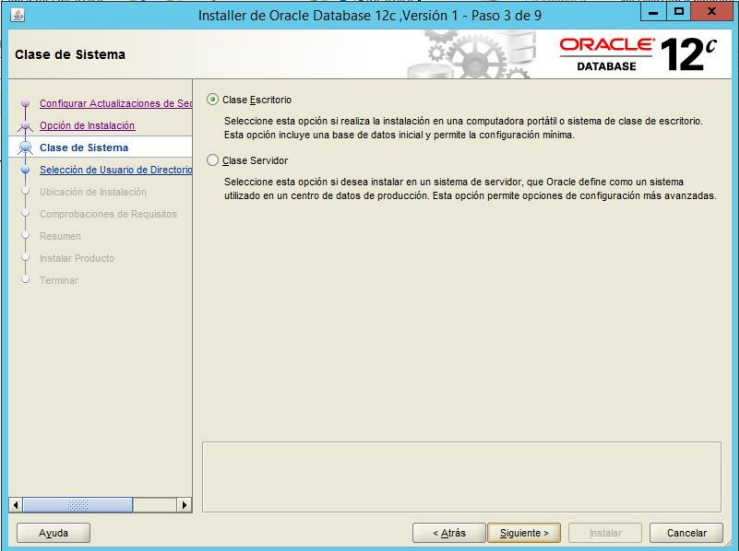 Installer de Oracle Database 12c ,Versión 1 - Paso 3 de 9
Clase de Sistema
ORACLE
DATABASE
12c
Configurar Actualizaciones de Sec
Opción de Instalación
Clase de Sistema
Selección de Usuario de Directorio
Ubicación de Instalación
Comprobaciones de Requisitos
Resumen
Instalar Producto
Terminar
Clase Escritorio
Seleccione esta opción si realiza la instalación en una computadora portátil o sistema de clase de escritorio.
Esta opción incluye una base de datos inicial y permite la configuración mínima.
Clase Servidor
Seleccione esta opción si desea instalar en un sistema de servidor, que Oracle define como un sistema
utilizado en un centro de datos de producción. Esta opción permite opciones de configuración más avanzadas.
Ayuda
< Atrás
Siguiente >
Instalar
Cancelar